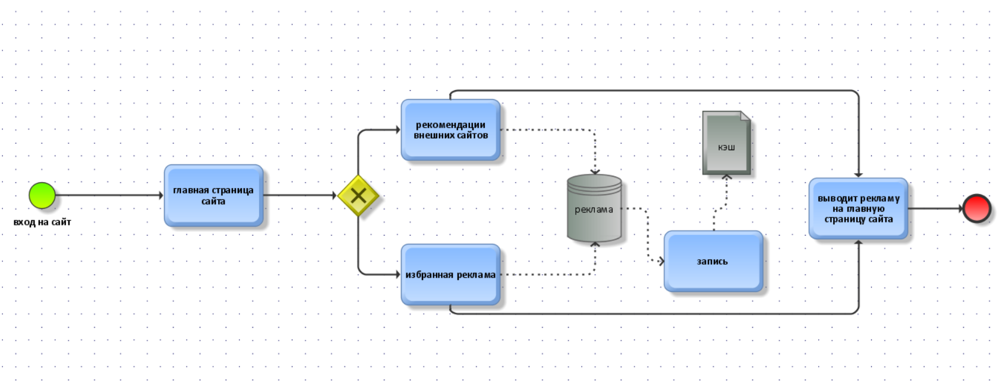 вход на сайт
главная страница
сайта
рекомендации
внешних сайтов
избранная реклама
реклама
кэш
запись
выводит рекламу
на главную
страницу сайта